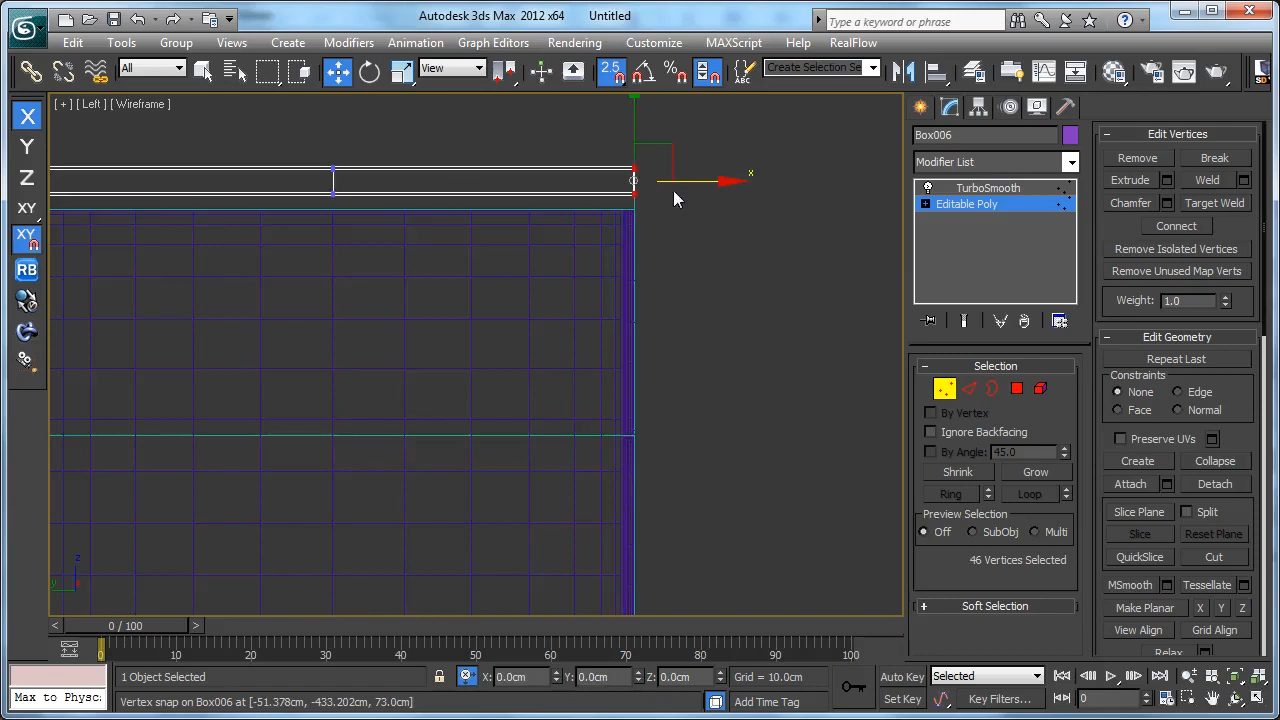 Autodesk 3ds Max 2012 x64 Untitled
Type a keyword or phrase
Edit Tools Group Views Create Modifiers Animation Graph Editors Rendering Customize MAXScript Help RealFlow
All
View
2.5
Create Selection Se
X
Y
Z
XY
XY
RB
[ + ] [ Left ] [ Wireframe ]
x
z
y
Box006
Modifier List
TurboSmooth
Editable Poly
Selection
By Vertex
Ignore Backfacing
By Angle: 45.0
Shrink Grow
Ring Loop
Preview Selection
Off SubObj Multi
46 Vertices Selected
Soft Selection
Edit Vertices
Remove Break
Extrude Weld
Chamfer Target Weld
Connect
Remove Isolated Vertices
Remove Unused Map Verts
Weight: 1.0
Edit Geometry
Repeat Last
Constraints
None Edge
Face Normal
Preserve UVs
Create Collapse
Attach Detach
Slice Plane Split
Slice Reset Plane
QuickSlice Cut
MSmooth Tessellate
Make Planar X Y Z
View Align Grid Align
Relax
< 0 / 100 >
0 10 20 30 40 50 60 70 80 90 100
1 Object Selected X: 0.0cm Y: 0.0cm Z: 0.0cm Grid = 10.0cm Auto Key Selected
Max to Physc: Vertex snap on Box006 at [-51.378cm, -433.202cm, 73.0cm] Add Time Tag Set Key Key Filters... 0